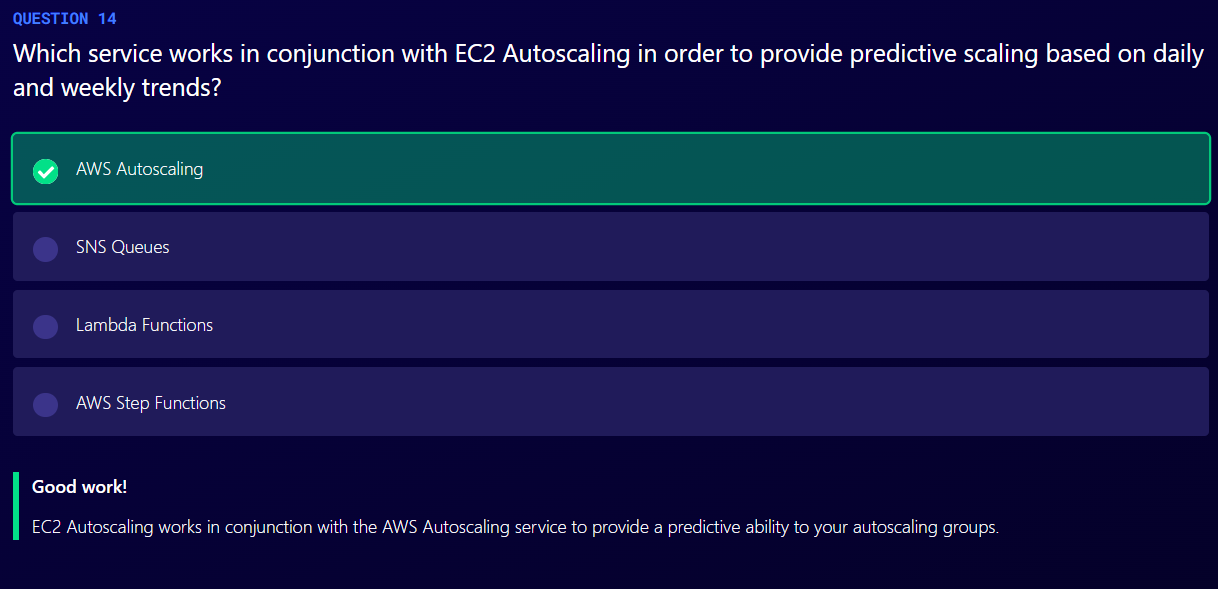 QUESTION 14
Which service works in conjunction with EC2 Autoscaling in order to provide predictive scaling based on daily
and weekly trends?
AWS Autoscaling
SNS Queues
Lambda Functions
AWS Step Functions
Good work!
EC2 Autoscaling works in conjunction with the AWS Autoscaling service to provide a predictive ability to your autoscaling groups.